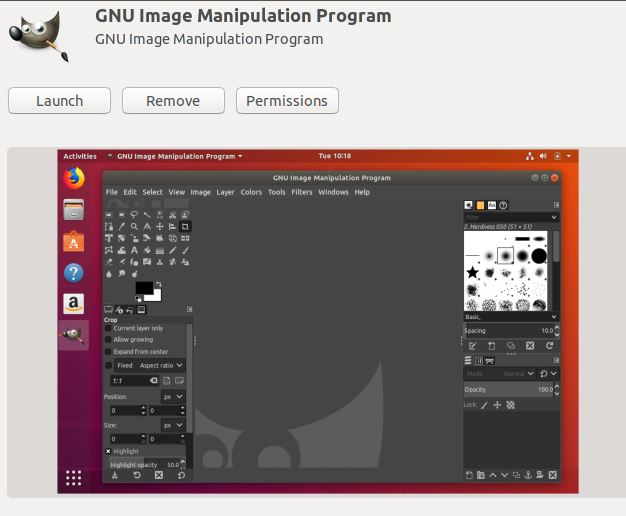 GNU Image Manipulation Program
GNU Image Manipulation Program
Launch Remove Permissions
Activities GNU Image Manipulation Program Tue 10:18
GNU Image Manipulation Program
File Edit Select View Image Layer Colors Tools Filters Windows Help
Aa
filter
2. Hardness 050 (51 × 51)
Basic,
Spacing 10.0
Crop
Current layer only
Allow growing
Expand from center
Fixed Aspect ratio
1:1
Position: px
0 0
Size: px
0 0
Highlight
Highlight opacity 50.0
Mode Normal
Opacity 100.0
Lock: